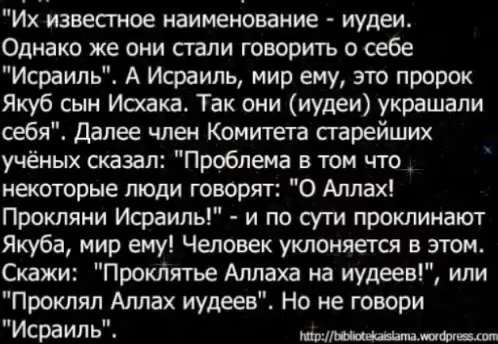 "Их известное наименование - иудеи.
Однако же они стали говорить о себе
"Исраиль". А Исраиль, мир ему, это пророк
Якуб сын Исхака. Так они (иудеи) украшали
себя". Далее член Комитета старейших
учёных сказал: "Проблема в том что
некоторые люди говорят: "О Аллах!
Прокляни Исраиль!" - и по сути проклинают
Якуба, мир ему! Человек уклоняется в этом.
Скажи: "Проклятье Аллаха на иудеев!", или
"Проклял Аллах иудеев". Но не говори
"Исраиль".
http://bibliotekaislama.wordpress.com